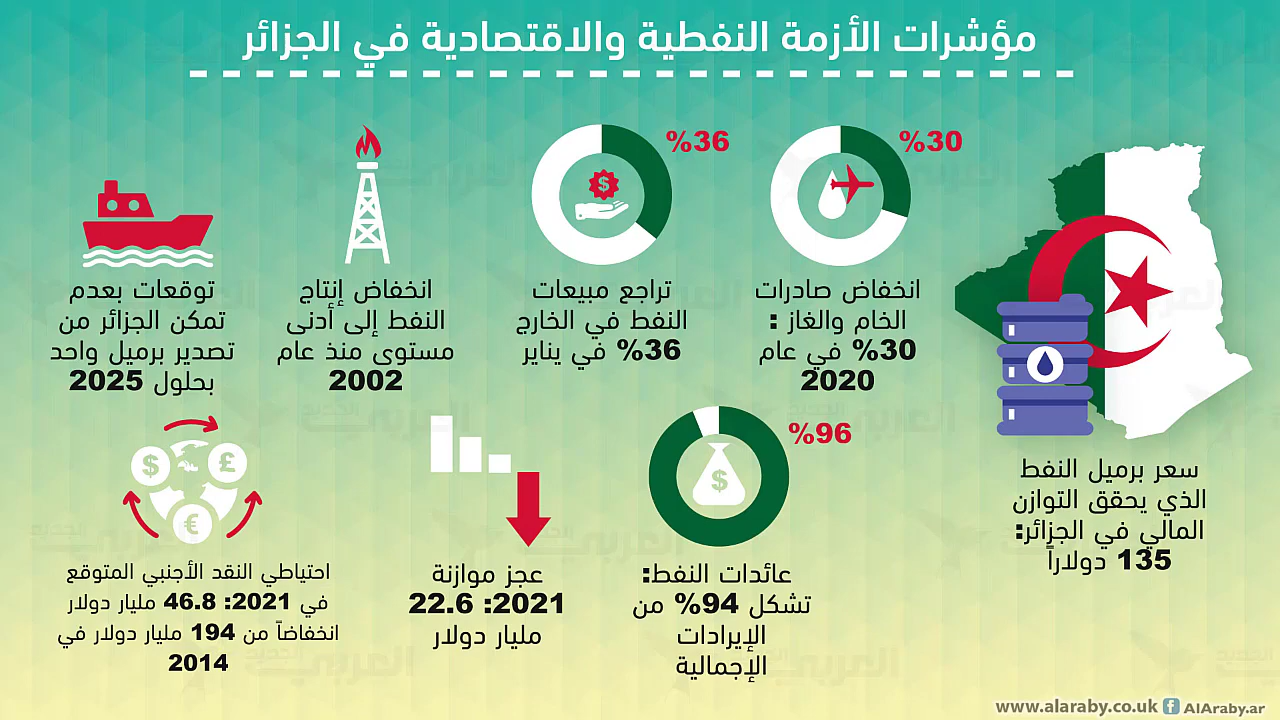 مؤشرات الأزمة النفطية والاقتصادية في الجزائر
%30
انخفاض صادرات
الخام والغاز :
30% في عام
2020
%36
تراجع مبيعات
النفط في الخارج
36% في يناير
انخفاض إنتاج
النفط إلى أدنى
مستوى منذ عام
2002
توقعات بعدم
تمكن الجزائر من
تصدير برميل واحد
بحلول 2025
سعر برميل النفط
الذي يحقق التوازن
المالي في الجزائر:
135 دولاراً
%96
$
عائدات النفط:
تشكل 94% من
الإيرادات
الإجمالية
عجز موازنة
2021: 22.6
مليار دولار
$ £
€
احتياطي النقد الأجنبي المتوقع
في 2021: 46.8 مليار دولار
انخفاضاً من 194 مليار دولار في
2014
www.alaraby.co.uk f AlAraby.ar